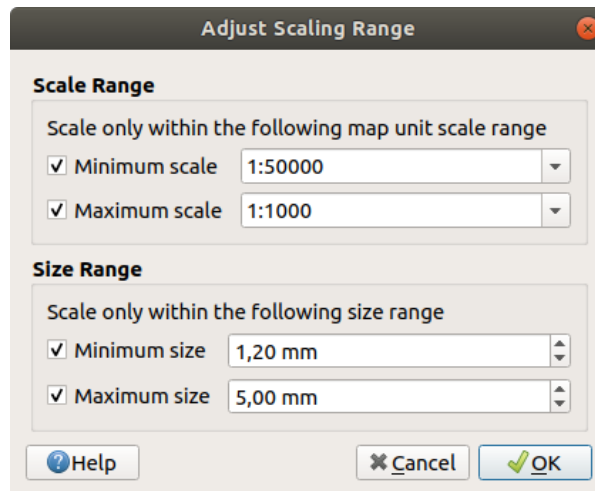 Adjust Scaling Range
Scale Range
Scale only within the following map unit scale range
Minimum scale 1:50000
Maximum scale 1:1000
Size Range
Scale only within the following size range
Minimum size 1,20 mm
Maximum size 5,00 mm
Help Cancel OK